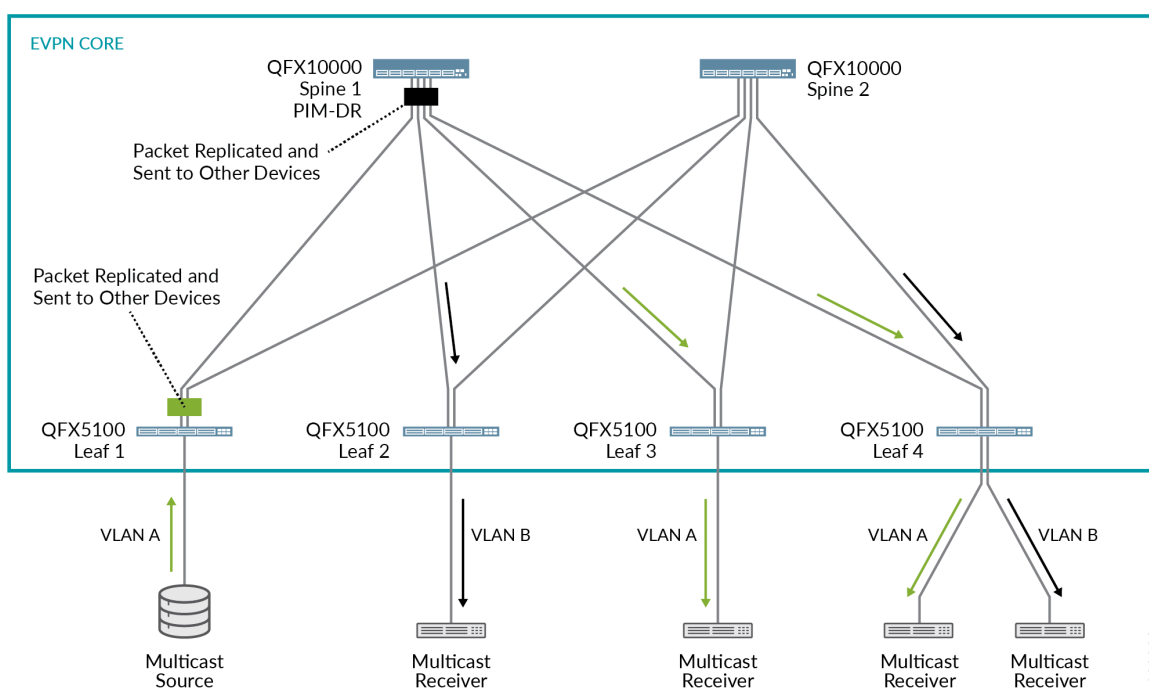 EVPN CORE
QFX10000
Spine 1
PIM-DR
QFX10000
Spine 2
Packet Replicated and
Sent to Other Devices
Packet Replicated and
Sent to Other Devices
QFX5100
Leaf 1
QFX5100
Leaf 2
QFX5100
Leaf 3
QFX5100
Leaf 4
VLAN A
VLAN B
VLAN A
VLAN A
VLAN B
Multicast
Source
Multicast
Receiver
Multicast
Receiver
Multicast
Receiver
Multicast
Receiver